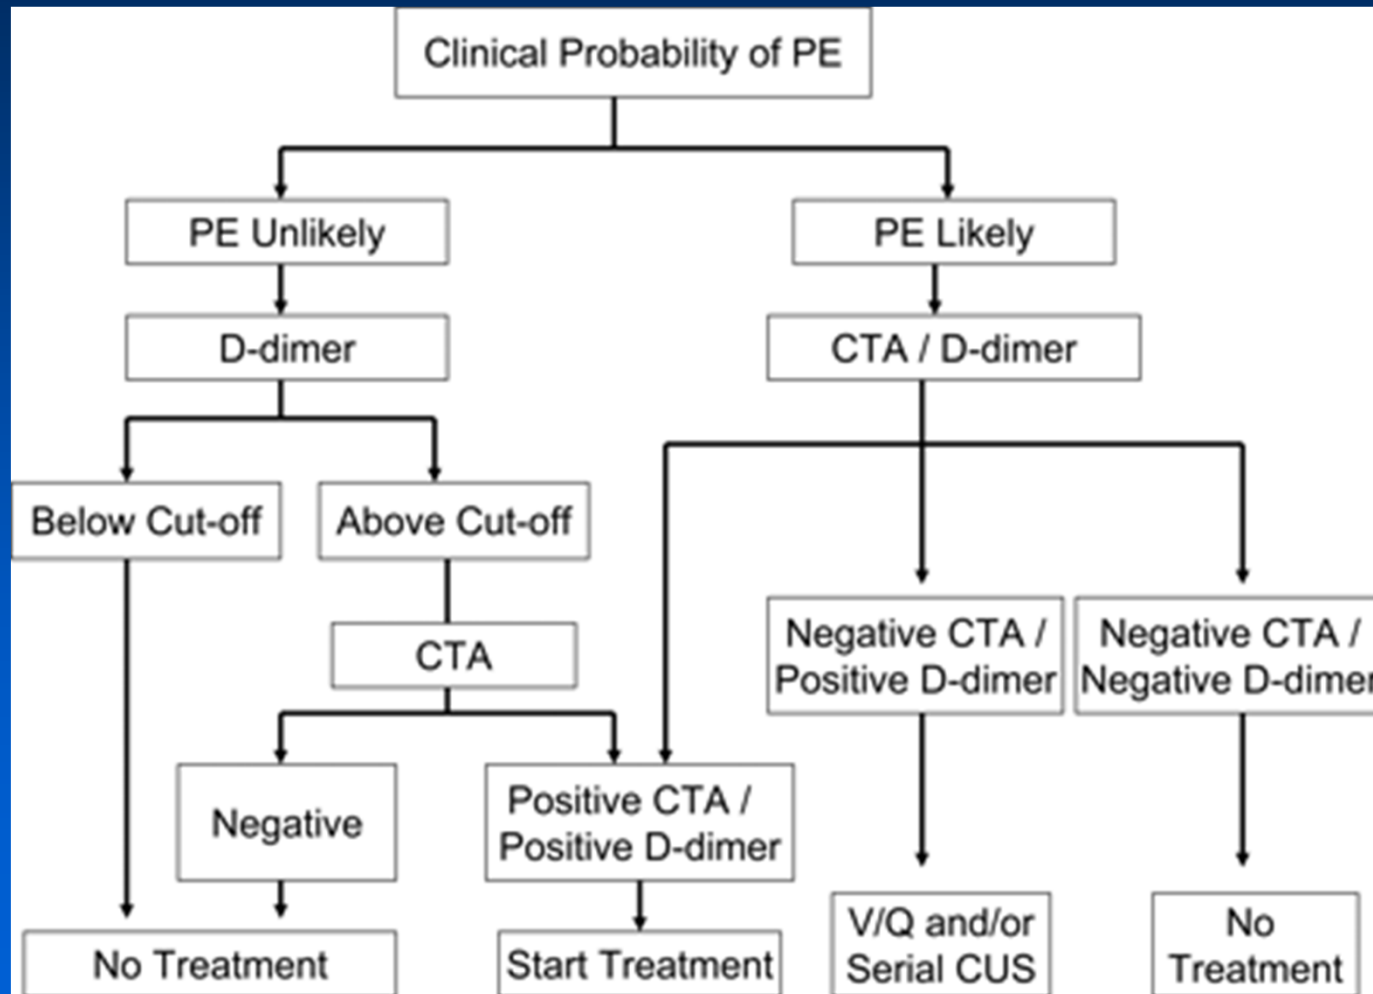 Clinical Probability of PE
PE Unlikely
PE Likely
D-dimer
CTA / D-dimer
Below Cut-off
Above Cut-off
CTA
Negative CTA /
Positive D-dimer
Negative CTA /
Negative D-dimer
Negative
Positive CTA /
Positive D-dimer
No Treatment
Start Treatment
V/Q and/or
Serial CUS
No
Treatment